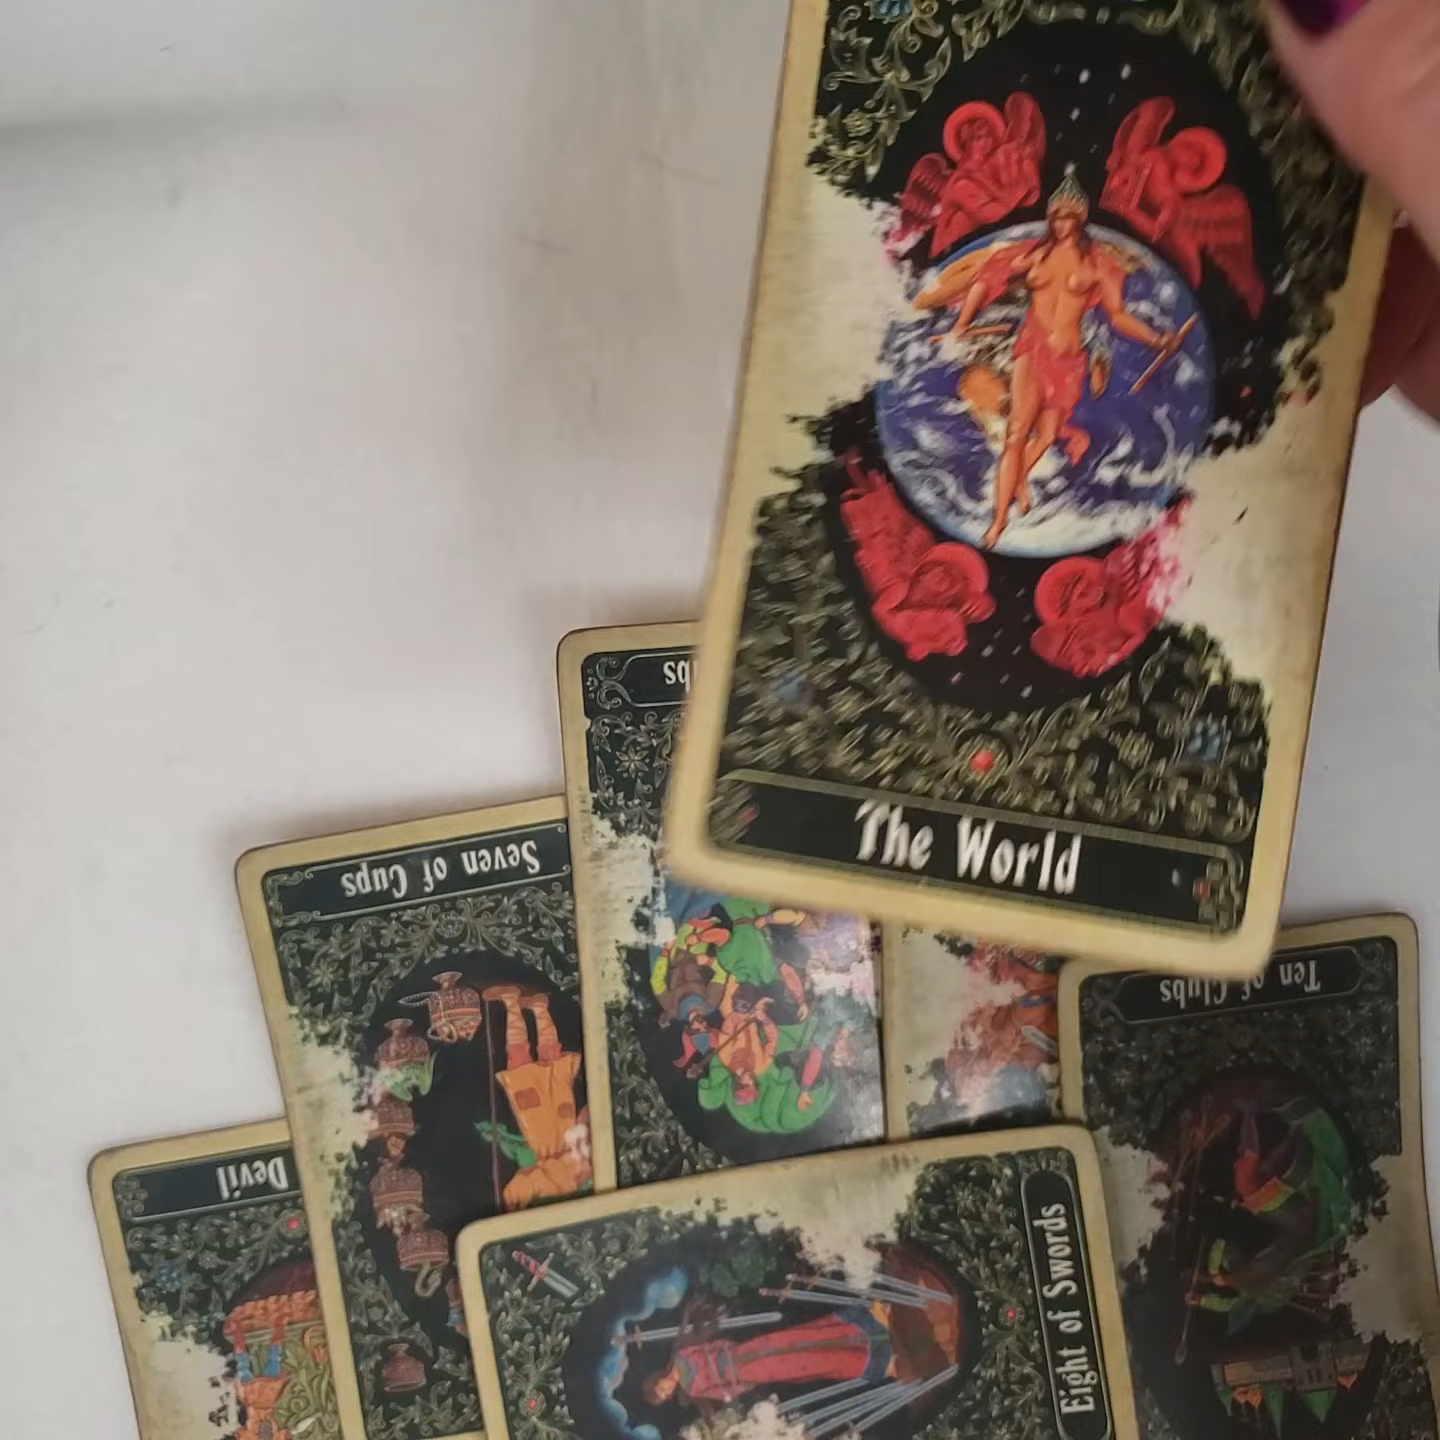 The World
Seven of Cups
Ten of Clubs
Devil
Eight of Swords